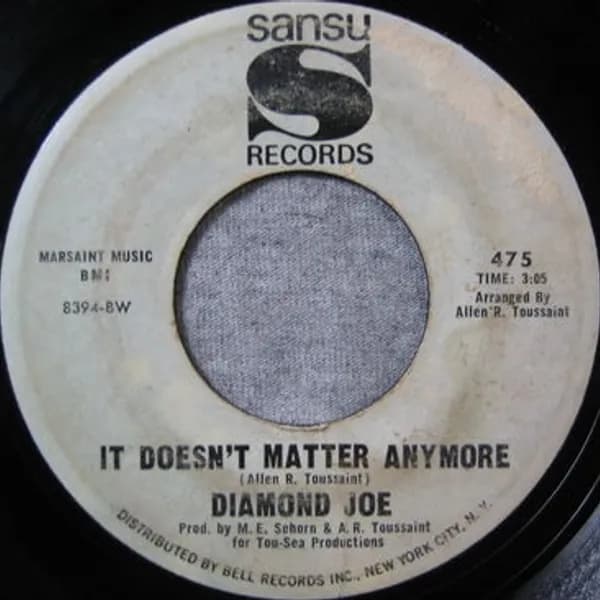 sansu
S
RECORDS
MARSAINT MUSIC
BMI
8394-BW
475
TIME: 3:05
Arranged By
Allen R. Toussaint
IT DOESN'T MATTER ANYMORE
(Allen R. Toussaint)
DIAMOND JOE
Prod. by M. E. Sehorn & A. R. Toussaint
for Tou-Sea Productions
DISTRIBUTED BY BELL RECORDS INC., NEW YORK CITY, N. Y.